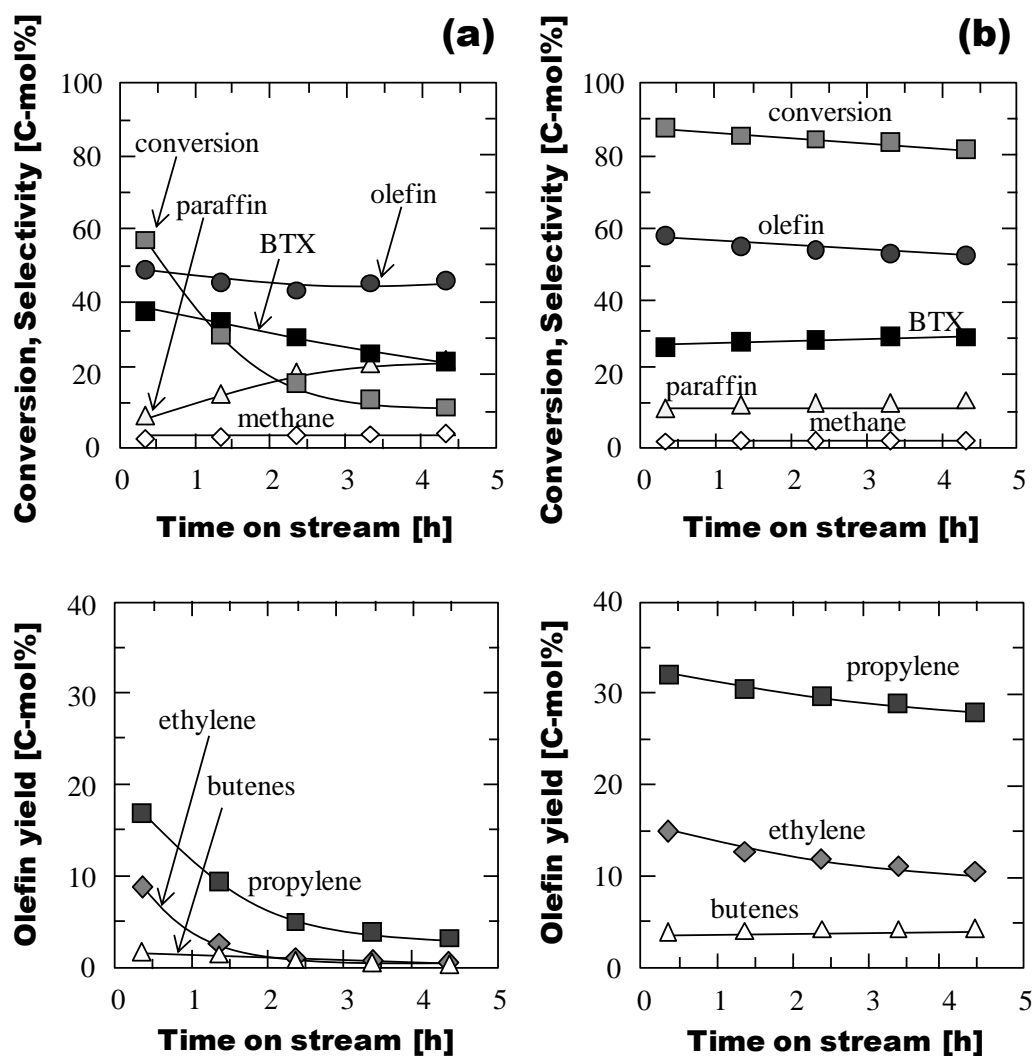 (a)
Conversion, Selectivity [C-mol%]
100
80
60
40
20
0
conversion
paraffin
olefin
BTX
methane
0 1 2 3 4 5
Time on stream [h]
(b)
Conversion, Selectivity [C-mol%]
100
80
60
40
20
0
conversion
olefin
BTX
paraffin
methane
0 1 2 3 4 5
Time on stream [h]
Olefin yield [C-mol%]
40
30
20
10
0
ethylene
butenes
propylene
0 1 2 3 4 5
Time on stream [h]
Olefin yield [C-mol%]
40
30
20
10
0
propylene
ethylene
butenes
0 1 2 3 4 5
Time on stream [h]